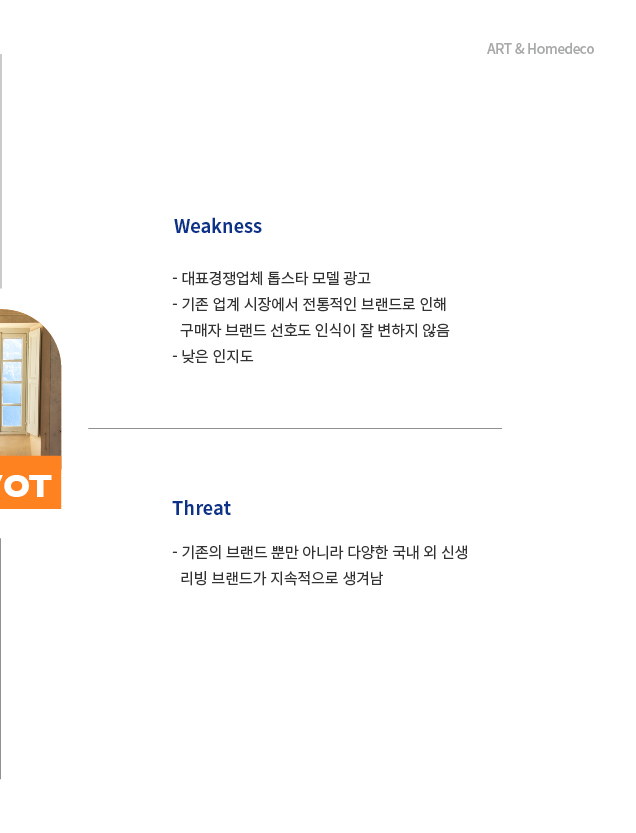 ART & Homedeco
Weakness
- 대표경쟁업체 톱스타 모델 광고
- 기존 업계 시장에서 전통적인 브랜드로 인해
구매자 브랜드 선호도 인식이 잘 변하지 않음
- 낮은 인지도
OT
Threat
- 기존의 브랜드 뿐만 아니라 다양한 국내 외 신생
리빙 브랜드가 지속적으로 생겨남